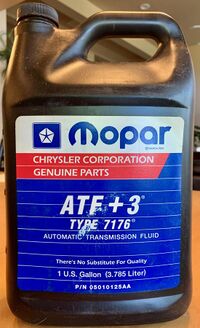 mopar
CHRYSLER CORPORATION
GENUINE PARTS
ATF+3®
TYPE 7176®
AUTOMATIC TRANSMISSION FLUID
There's No Substitute For Quality
1 U.S. Gallon (3.785 Liter)
P/N 05010125AA